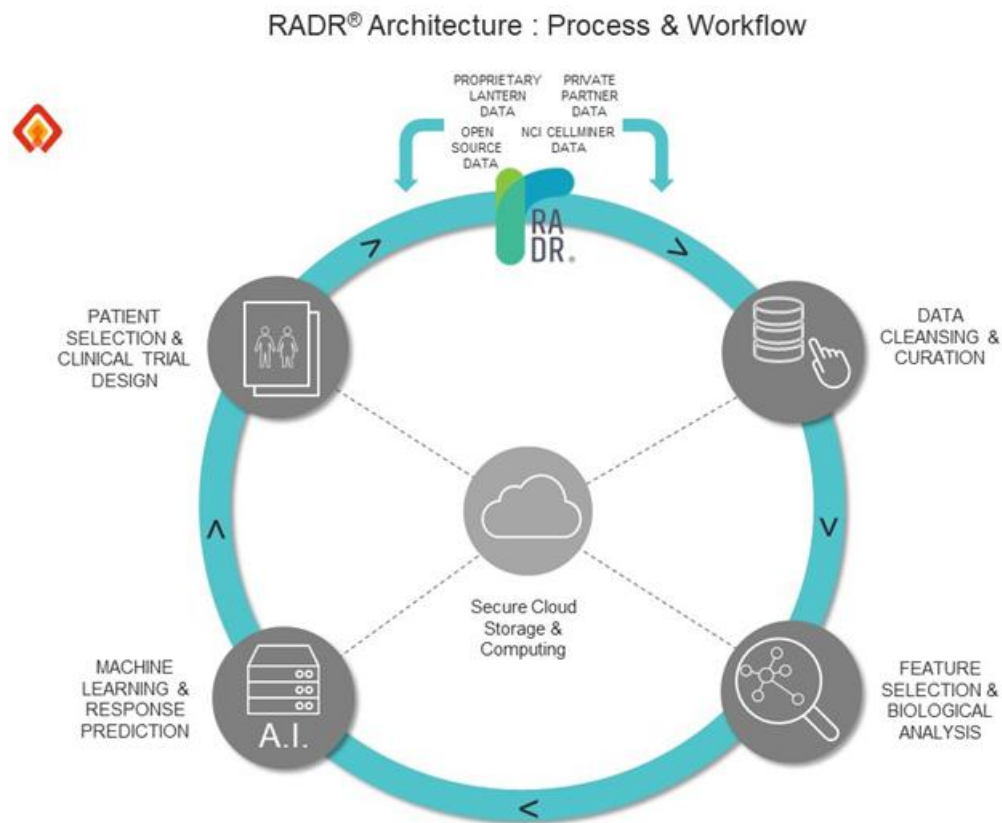 RADR® Architecture : Process & Workflow
PROPRIETARY
LANTERN
DATA
PRIVATE
PARTNER
DATA
OPEN
SOURCE
DATA
NCI CELLMINER
DATA
RA
DR®
PATIENT
SELECTION &
CLINICAL TRIAL
DESIGN
DATA
CLEANSING &
CURATION
Secure Cloud
Storage &
Computing
MACHINE
LEARNING &
RESPONSE
PREDICTION
A.I.
FEATURE
SELECTION &
BIOLOGICAL
ANALYSIS